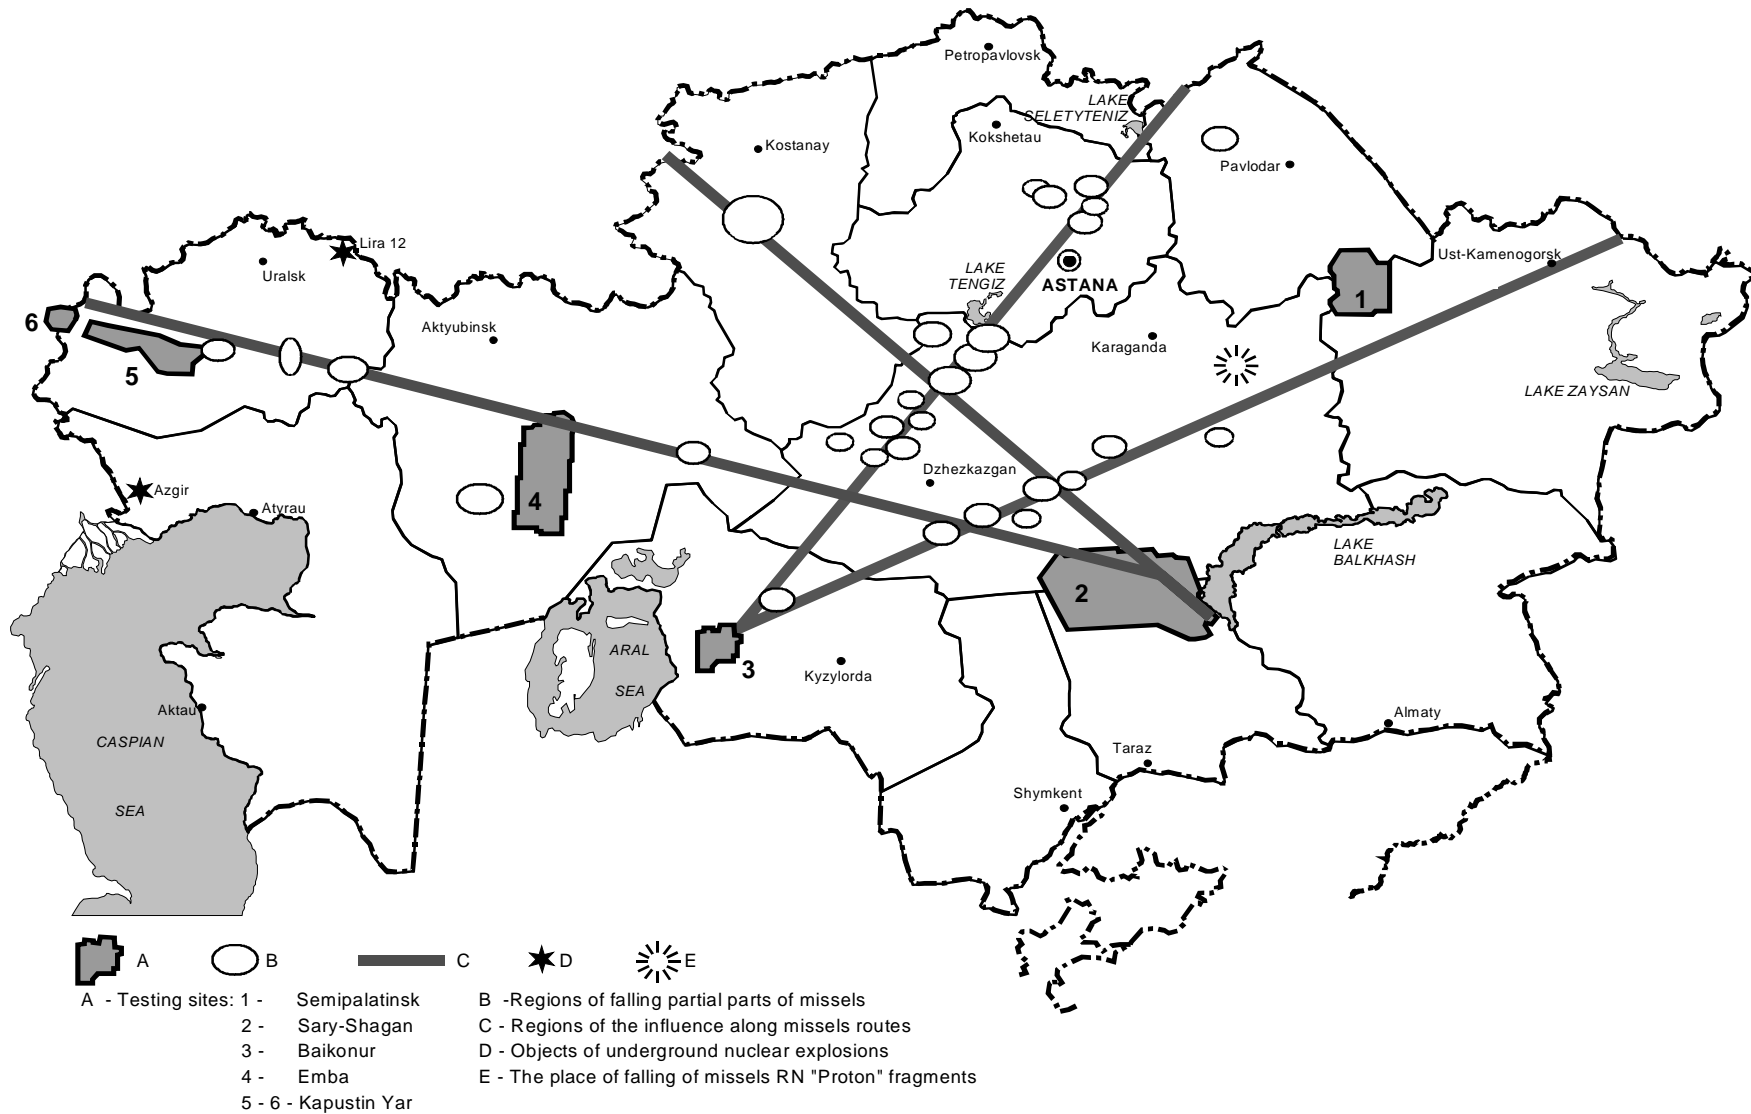 Petropavlovsk
LAKE
SELETYTENIZ
Kokshetau
Kostanay
Pavlodar
Lira 12
Uralsk
Ust-Kamenogorsk
LAKE
TENGIZ
ASTANA
1
6
Aktyubinsk
Karaganda
5
LAKE ZAYSAN
Dzhezkazgan
Azgir
4
Atyrau
LAKE
BALKHASH
2
ARAL
SEA
3
Kyzylorda
Aktau
Almaty
CASPIAN
SEA
Taraz
Shymkent
A B C D E
A - Testing sites: 1 - Semipalatinsk
2 - Sary-Shagan
3 - Baikonur
4 - Emba
5 - 6 - Kapustin Yar
B -Regions of falling partial parts of missels
C - Regions of the influence along missels routes
D - Objects of underground nuclear explosions
E - The place of falling of missels RN "Proton" fragments